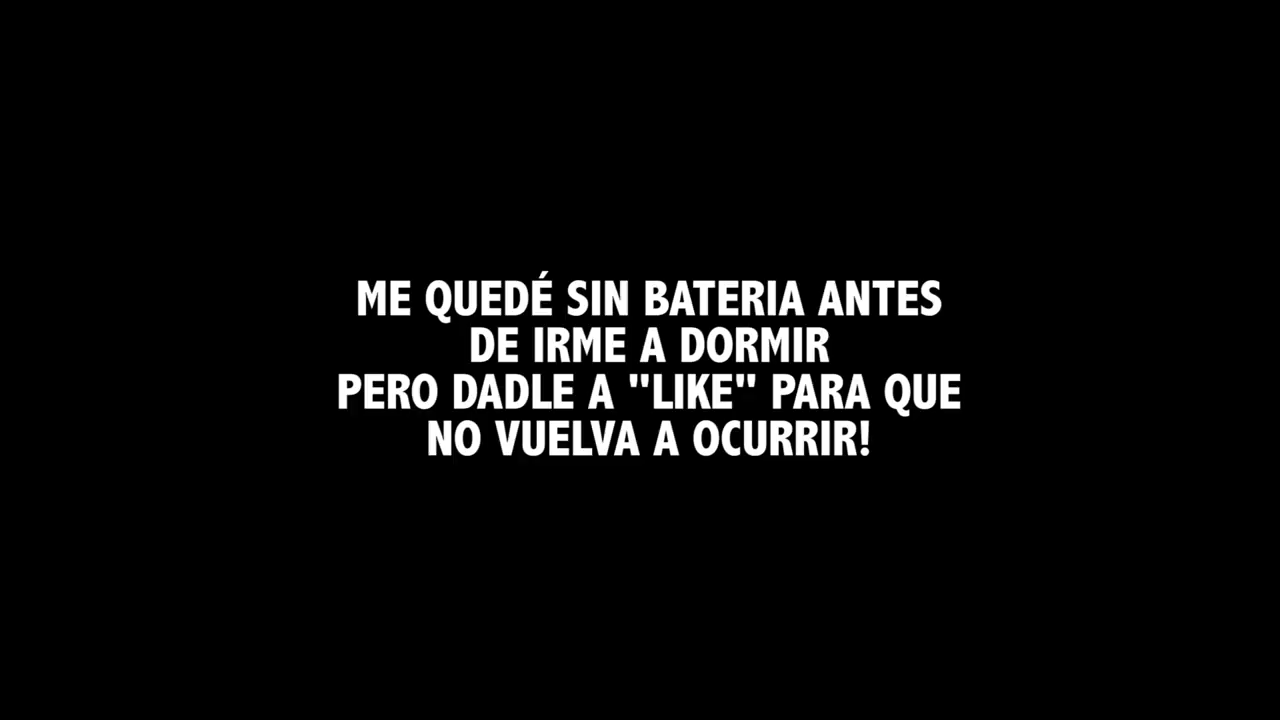 ME QUEDÉ SIN BATERIA ANTES
DE IRME A DORMIR
PERO DADLE A "LIKE" PARA QUE
NO VUELVA A OCURRIR!